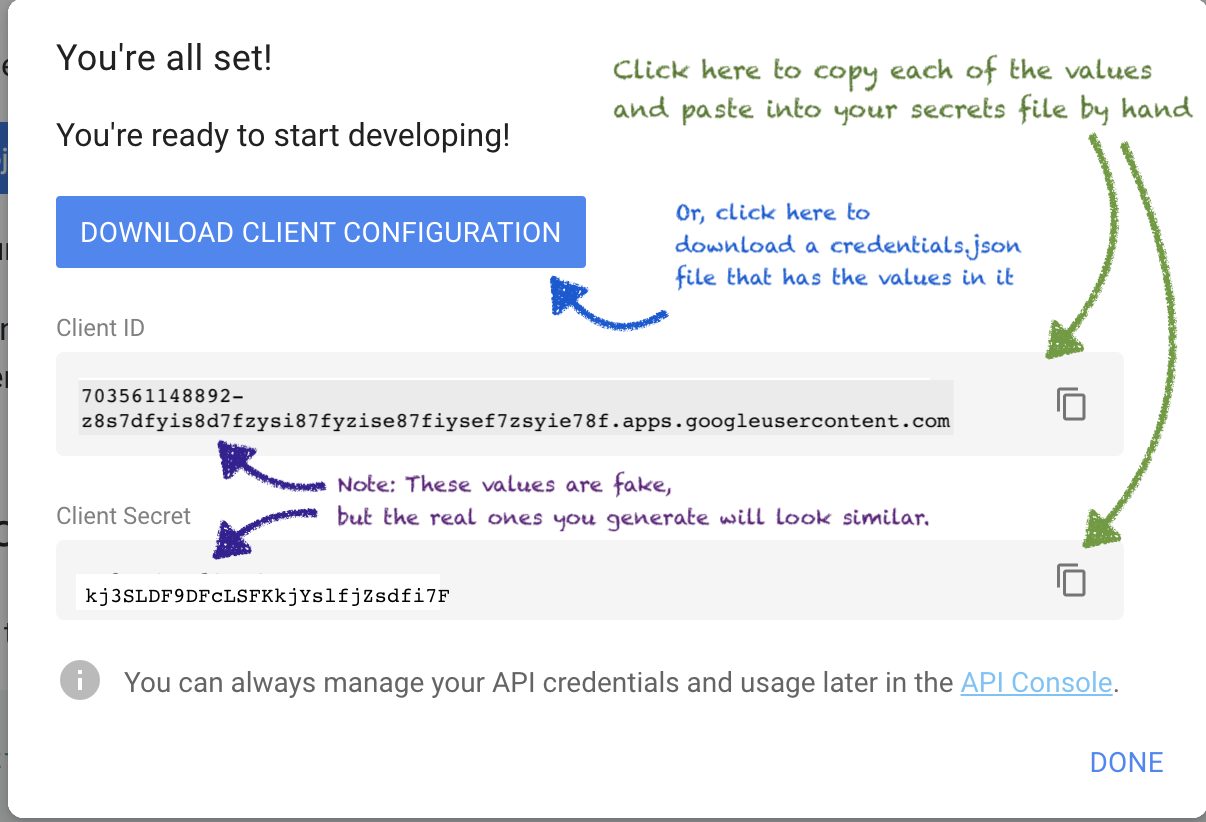 You're all set!
Click here to copy each of the values
and paste into your secrets file by hand
You're ready to start developing!
DOWNLOAD CLIENT CONFIGURATION
Or, click here to
download a credentials.json
file that has the values in it
Client ID
703561148892-
z8s7dfyis8d7fzysi87fyzise87fiysef7zsyie78f.apps.googleusercontent.com
Note: These values are fake,
but the real ones you generate will look similar.
Client Secret
kj3SLDF9DFcLSFKkjYslfjZsdfi7F
You can always manage your API credentials and usage later in the API Console.
DONE